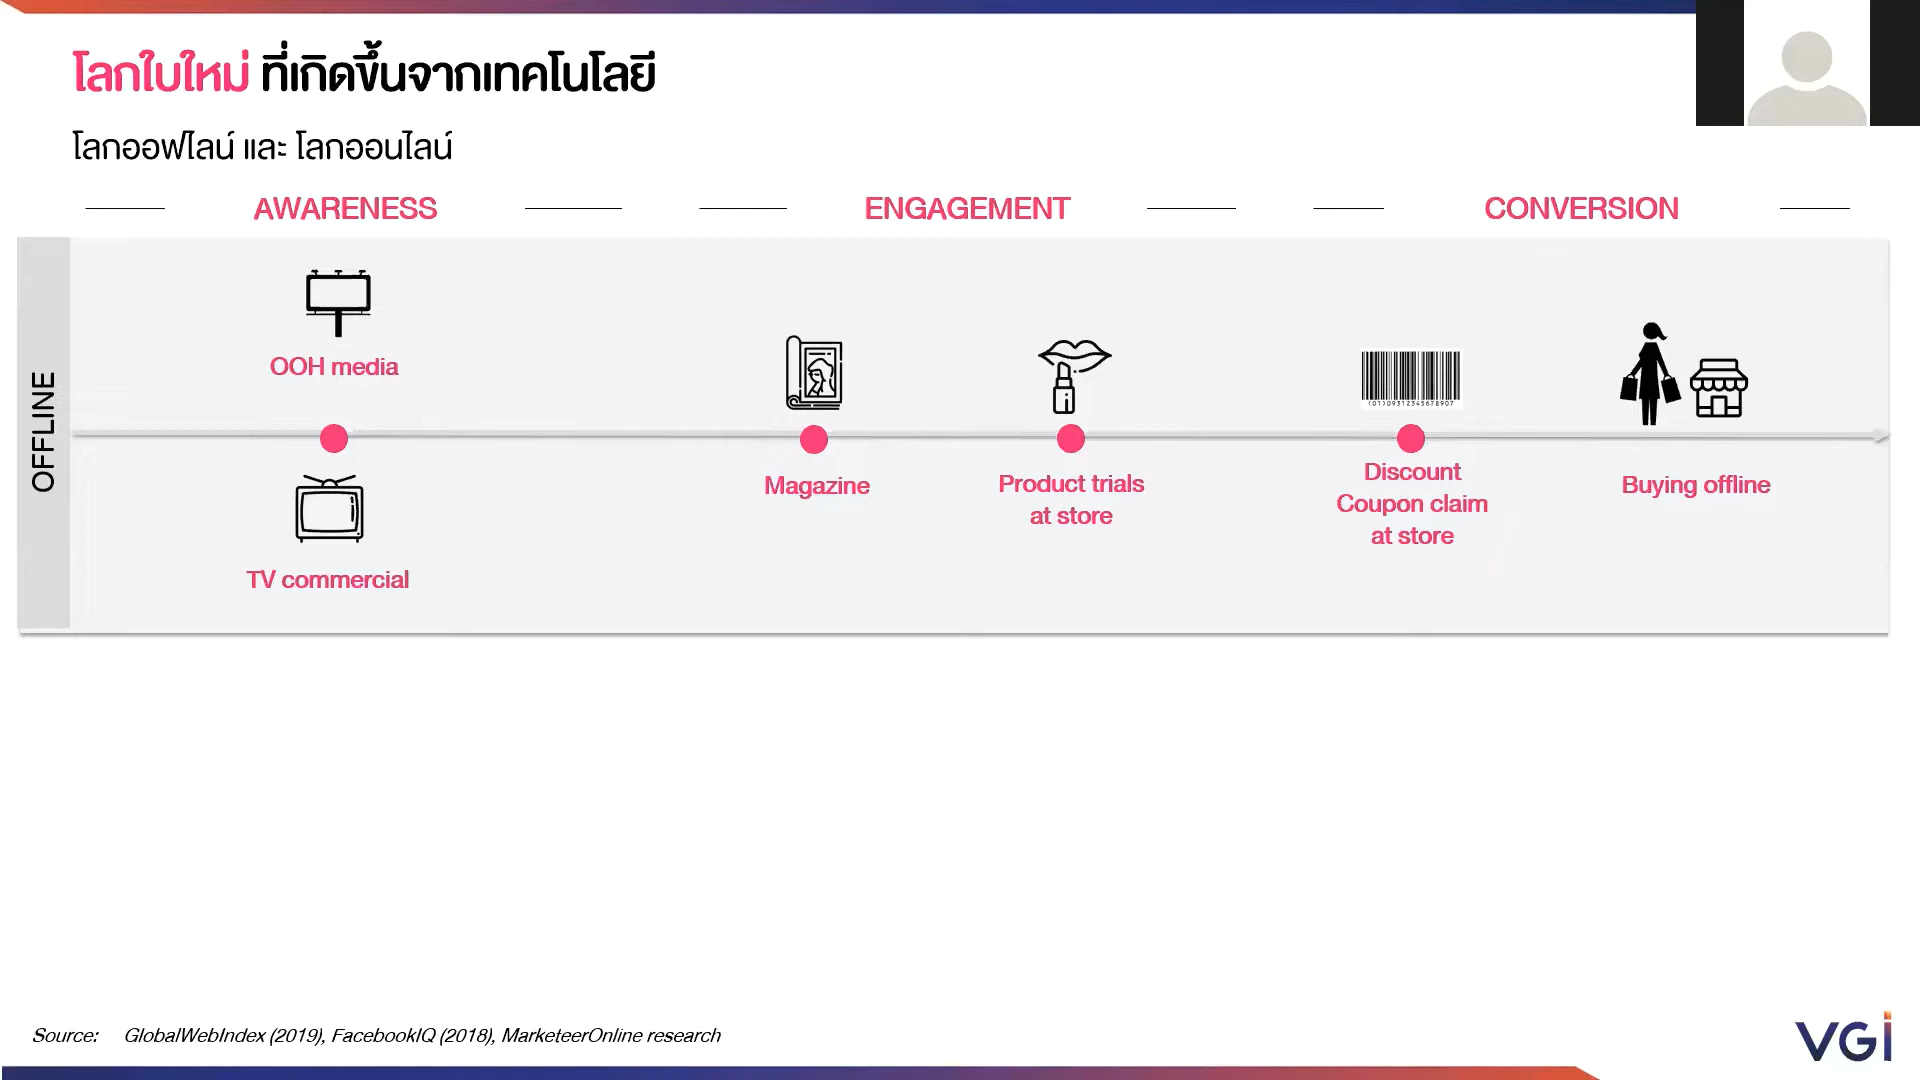 โลกใบใหม่ ที่เกิดขึ้นจากเทคโนโลยี
โลกออฟไลน์ และ โลกออนไลน์
AWARENESS
ENGAGEMENT
CONVERSION
OFFLINE
OOH media
TV commercial
Magazine
Product trials
at store
(01)09312345678907
Discount
Coupon claim
at store
Buying offline
Source: GlobalWebIndex (2019), FacebookIQ (2018), MarketeerOnline research
VGI